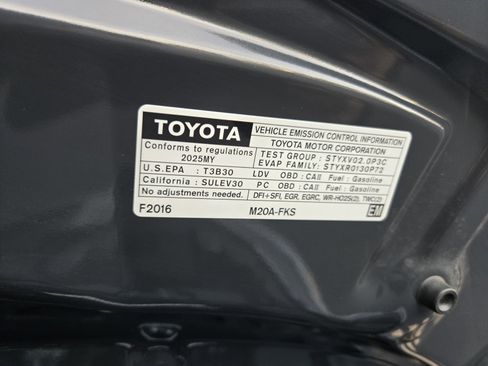 TOYOTA
VEHICLE EMISSION CONTROL INFORMATION
TOYOTA MOTOR CORPORATION
Conforms to regulations
2025MY
TEST GROUP : STYXV02.0P3C
EVAP FAMILY: STYXR0130P72
U.S.EPA : T3B30 LDV OBD : CAⅡ Fuel : Gasoline
California : SULEV30 PC OBD : CAⅡ Fuel : Gasoline
No adjustments needed. DFI+SFI, EGR, EGRC, WR-HO2S(2), TWC(2)
F2016 M20A-FKS EM